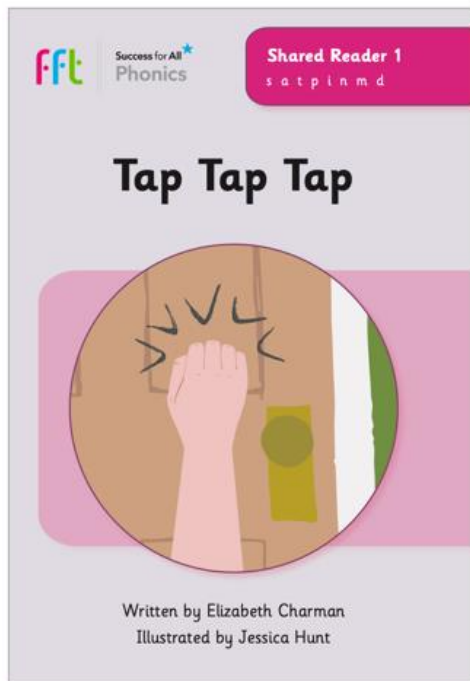 fft
Success for All
Phonics
Shared Reader 1
s a t p i n m d
Tap Tap Tap
Written by Elizabeth Charman
Illustrated by Jessica Hunt